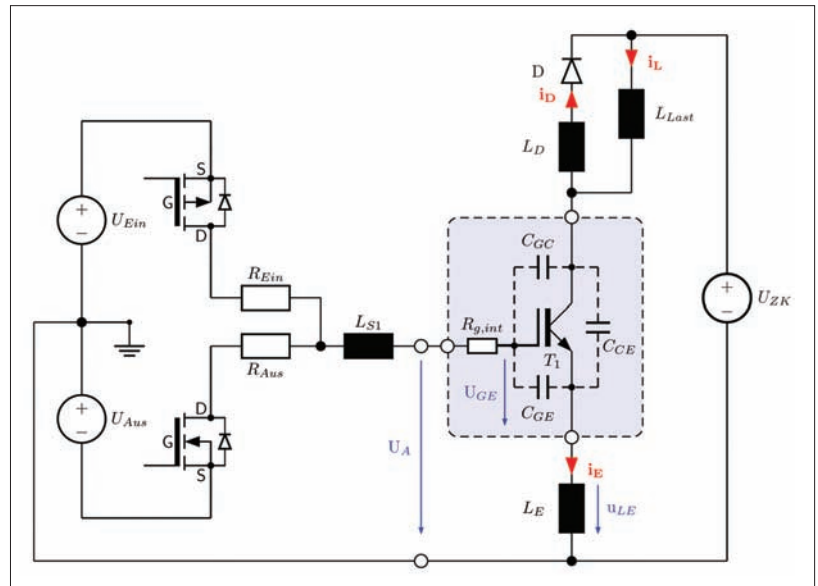 D
i_D
i_L
L_Last
L_D
S
G
D
+
−
U_Ein
R_Ein
C_GC
+
−
U_ZK
L_S1
R_g,int
T_1
C_CE
R_Aus
U_GE
C_GE
+
−
U_Aus
D
G
S
U_A
i_E
L_E
u_LE